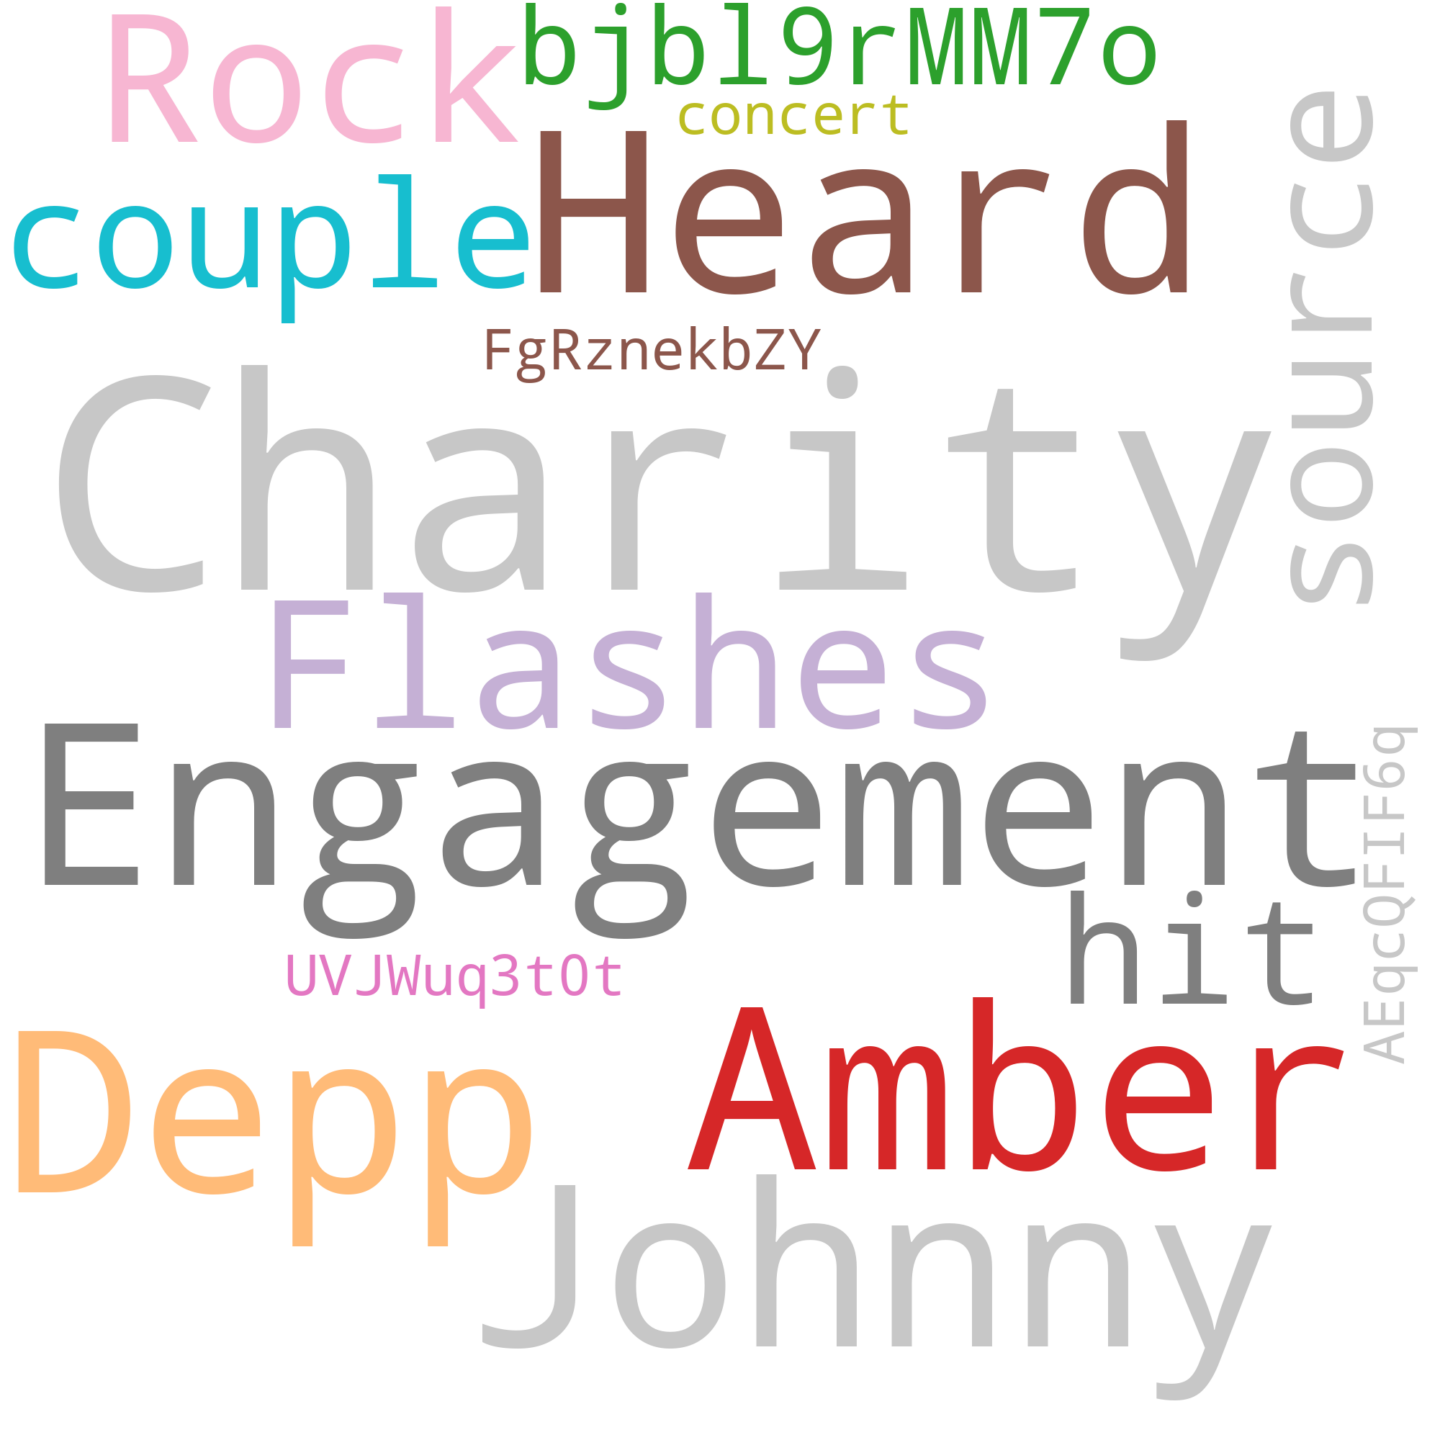 Rock
bjbl9rMM7o
concert
couple
Heard
source
FgRznekbZY
Charity
Flashes
Engagement
AEqcQFIF6q
hit
UVJWuq3t0t
Depp
Amber
Johnny